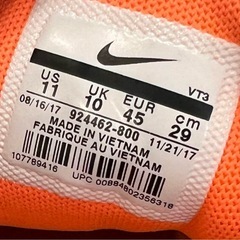 VT3
US UK EUR cm
11 10 45 29
08/16/17 11/21/17
924462-800
MADE IN VIETNAM
FABRIQUE AU VIETNAM
107789416
UPC 00884802356318